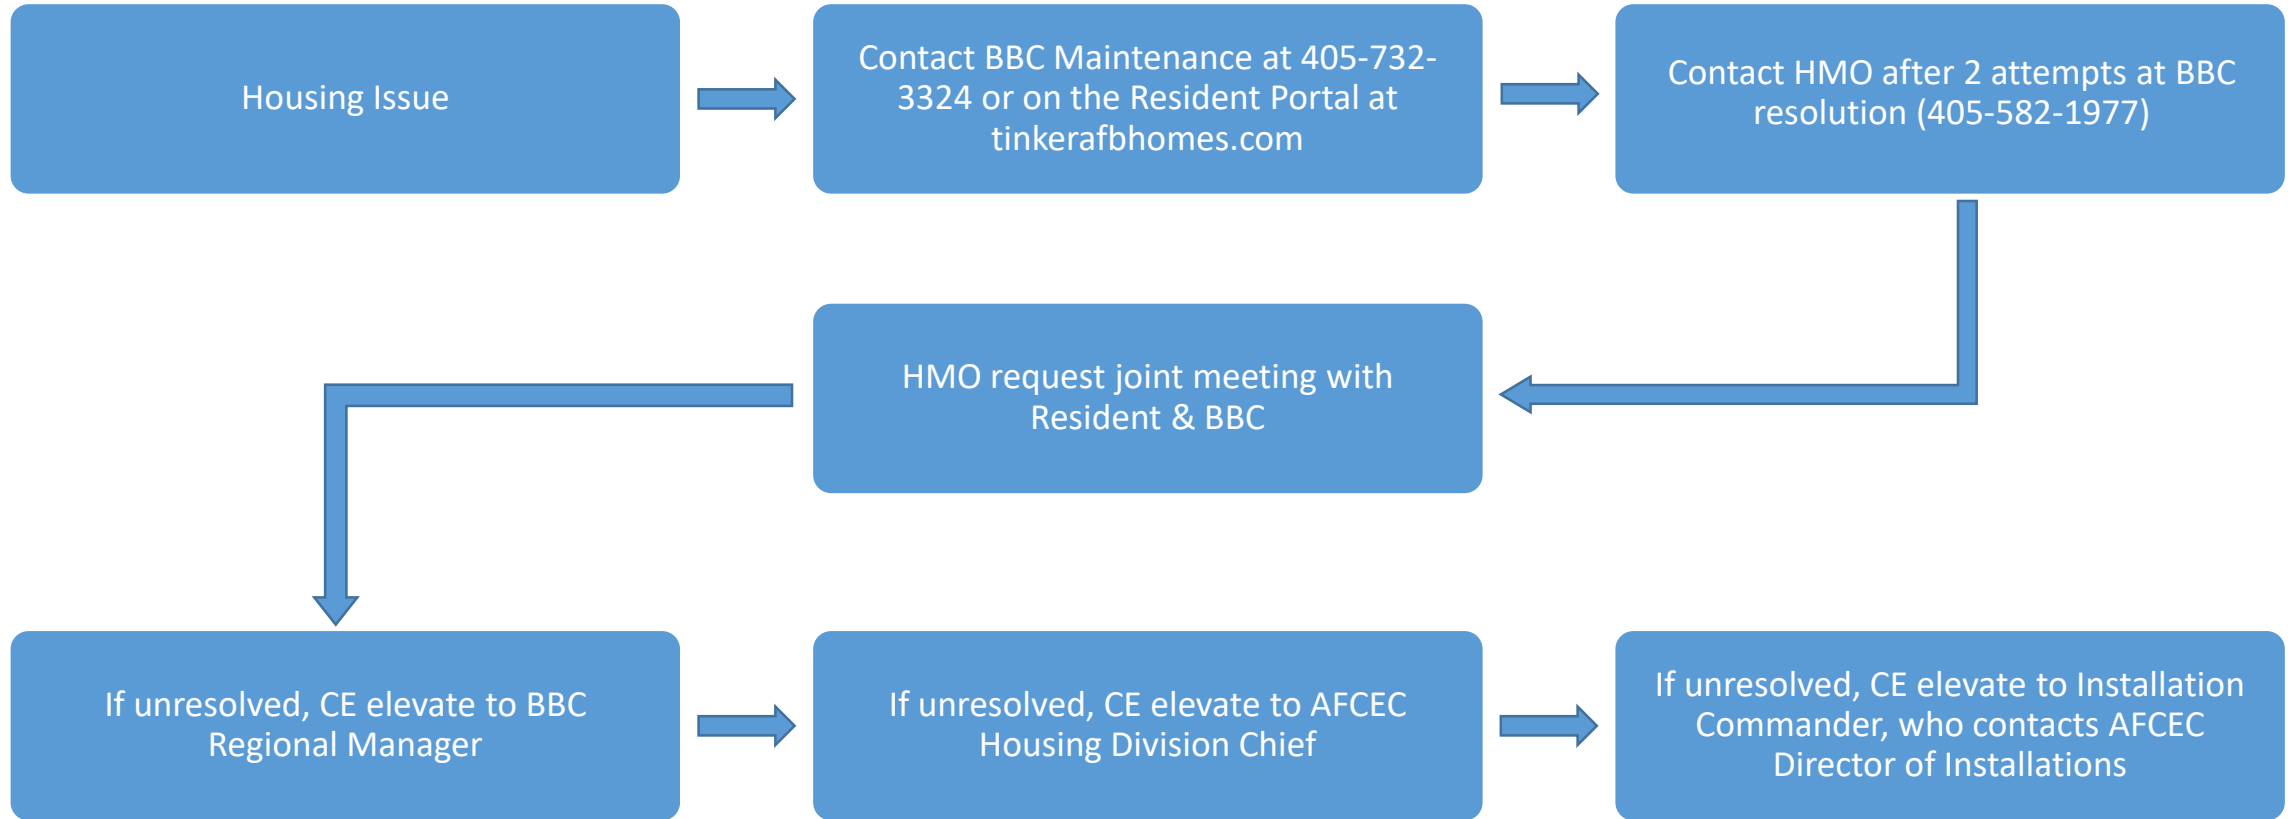 Housing Issue
Contact BBC Maintenance at 405-732-
3324 or on the Resident Portal at
tinkerafbhomes.com
Contact HMO after 2 attempts at BBC
resolution (405-582-1977)
HMO request joint meeting with
Resident & BBC
If unresolved, CE elevate to BBC
Regional Manager
If unresolved, CE elevate to AFCEC
Housing Division Chief
If unresolved, CE elevate to Installation
Commander, who contacts AFCEC
Director of Installations